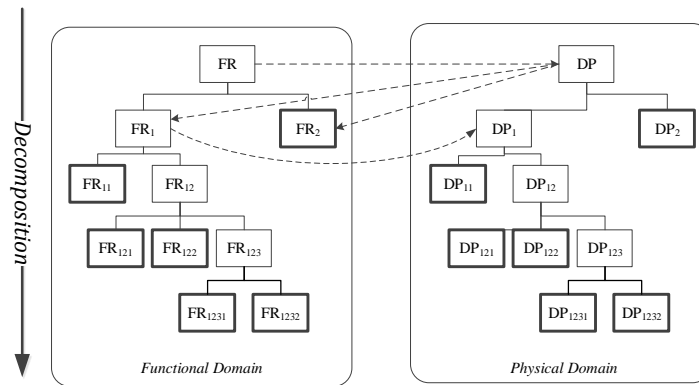 Decomposition
FR
FR₁
FR₂
FR₁₁
FR₁₂
FR₁₂₁
FR₁₂₂
FR₁₂₃
FR₁₂₃₁
FR₁₂₃₂
Functional Domain
DP
DP₁
DP₂
DP₁₁
DP₁₂
DP₁₂₁
DP₁₂₂
DP₁₂₃
DP₁₂₃₁
DP₁₂₃₂
Physical Domain